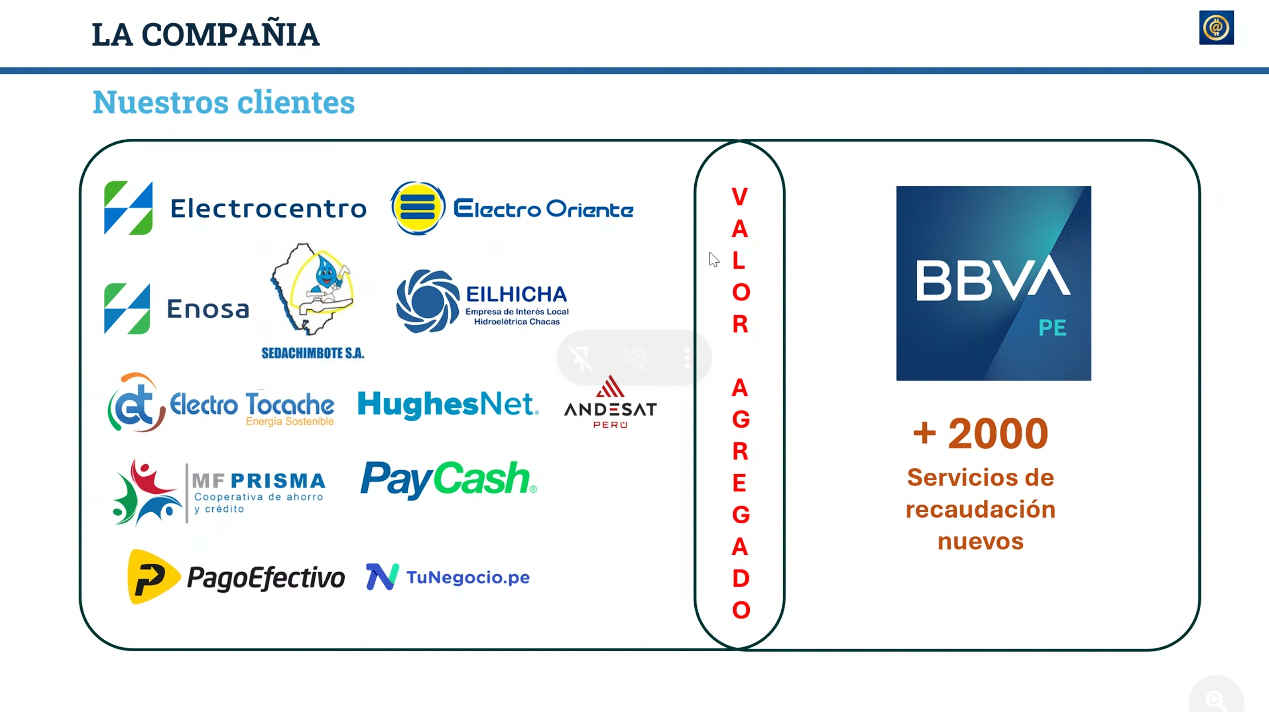 LA COMPAÑIA
Nuestros clientes
Electrocentro
Electro Oriente
Enosa
SEDACHIMBOTE S.A.
EILHICHA
Empresa de Interés Local
Hidroelétrica Chacas
et Electro Tocache
Energía Sostenible
HughesNet®
ANDESAT
PERÚ
MF PRISMA
Cooperativa de ahorro
y crédito
PayCash®
PagoEfectivo
TuNegocio.pe
VALOR AGREGADO
BBVA
PE
+ 2000
Servicios de
recaudación
nuevos